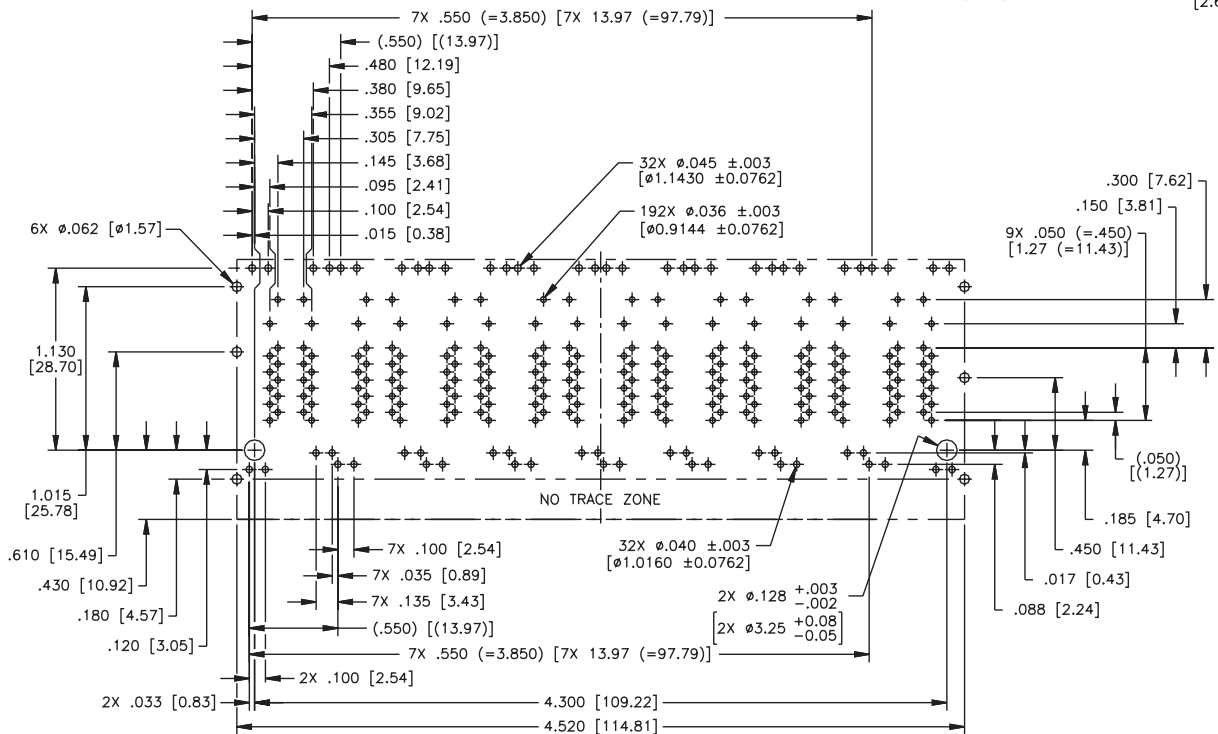 [2.6
7X .550 (=3.850) [7X 13.97 (=97.79)]
(.550) [(13.97)]
.480 [12.19]
.380 [9.65]
.355 [9.02]
.305 [7.75]
.145 [3.68]
.095 [2.41]
.100 [2.54]
.015 [0.38]
6X ø.062 [ø1.57]
32X ø.045 ±.003
[ø1.1430 ±0.0762]
192X ø.036 ±.003
[ø0.9144 ±0.0762]
.300 [7.62]
.150 [3.81]
9X .050 (=.450)
[1.27 (=11.43)]
1.130
[28.70]
1.015
[25.78]
.610 [15.49]
.430 [10.92]
.180 [4.57]
.120 [3.05]
NO TRACE ZONE
(.050)
[(1.27)]
.185 [4.70]
.450 [11.43]
.017 [0.43]
.088 [2.24]
7X .100 [2.54]
7X .035 [0.89]
7X .135 [3.43]
(.550) [(13.97)]
32X ø.040 ±.003
[ø1.0160 ±0.0762]
2X ø.128 +.003
-.002
[2X ø3.25 +0.08
-0.05]
7X .550 (=3.850) [7X 13.97 (=97.79)]
2X .100 [2.54]
2X .033 [0.83]
4.300 [109.22]
4.520 [114.81]